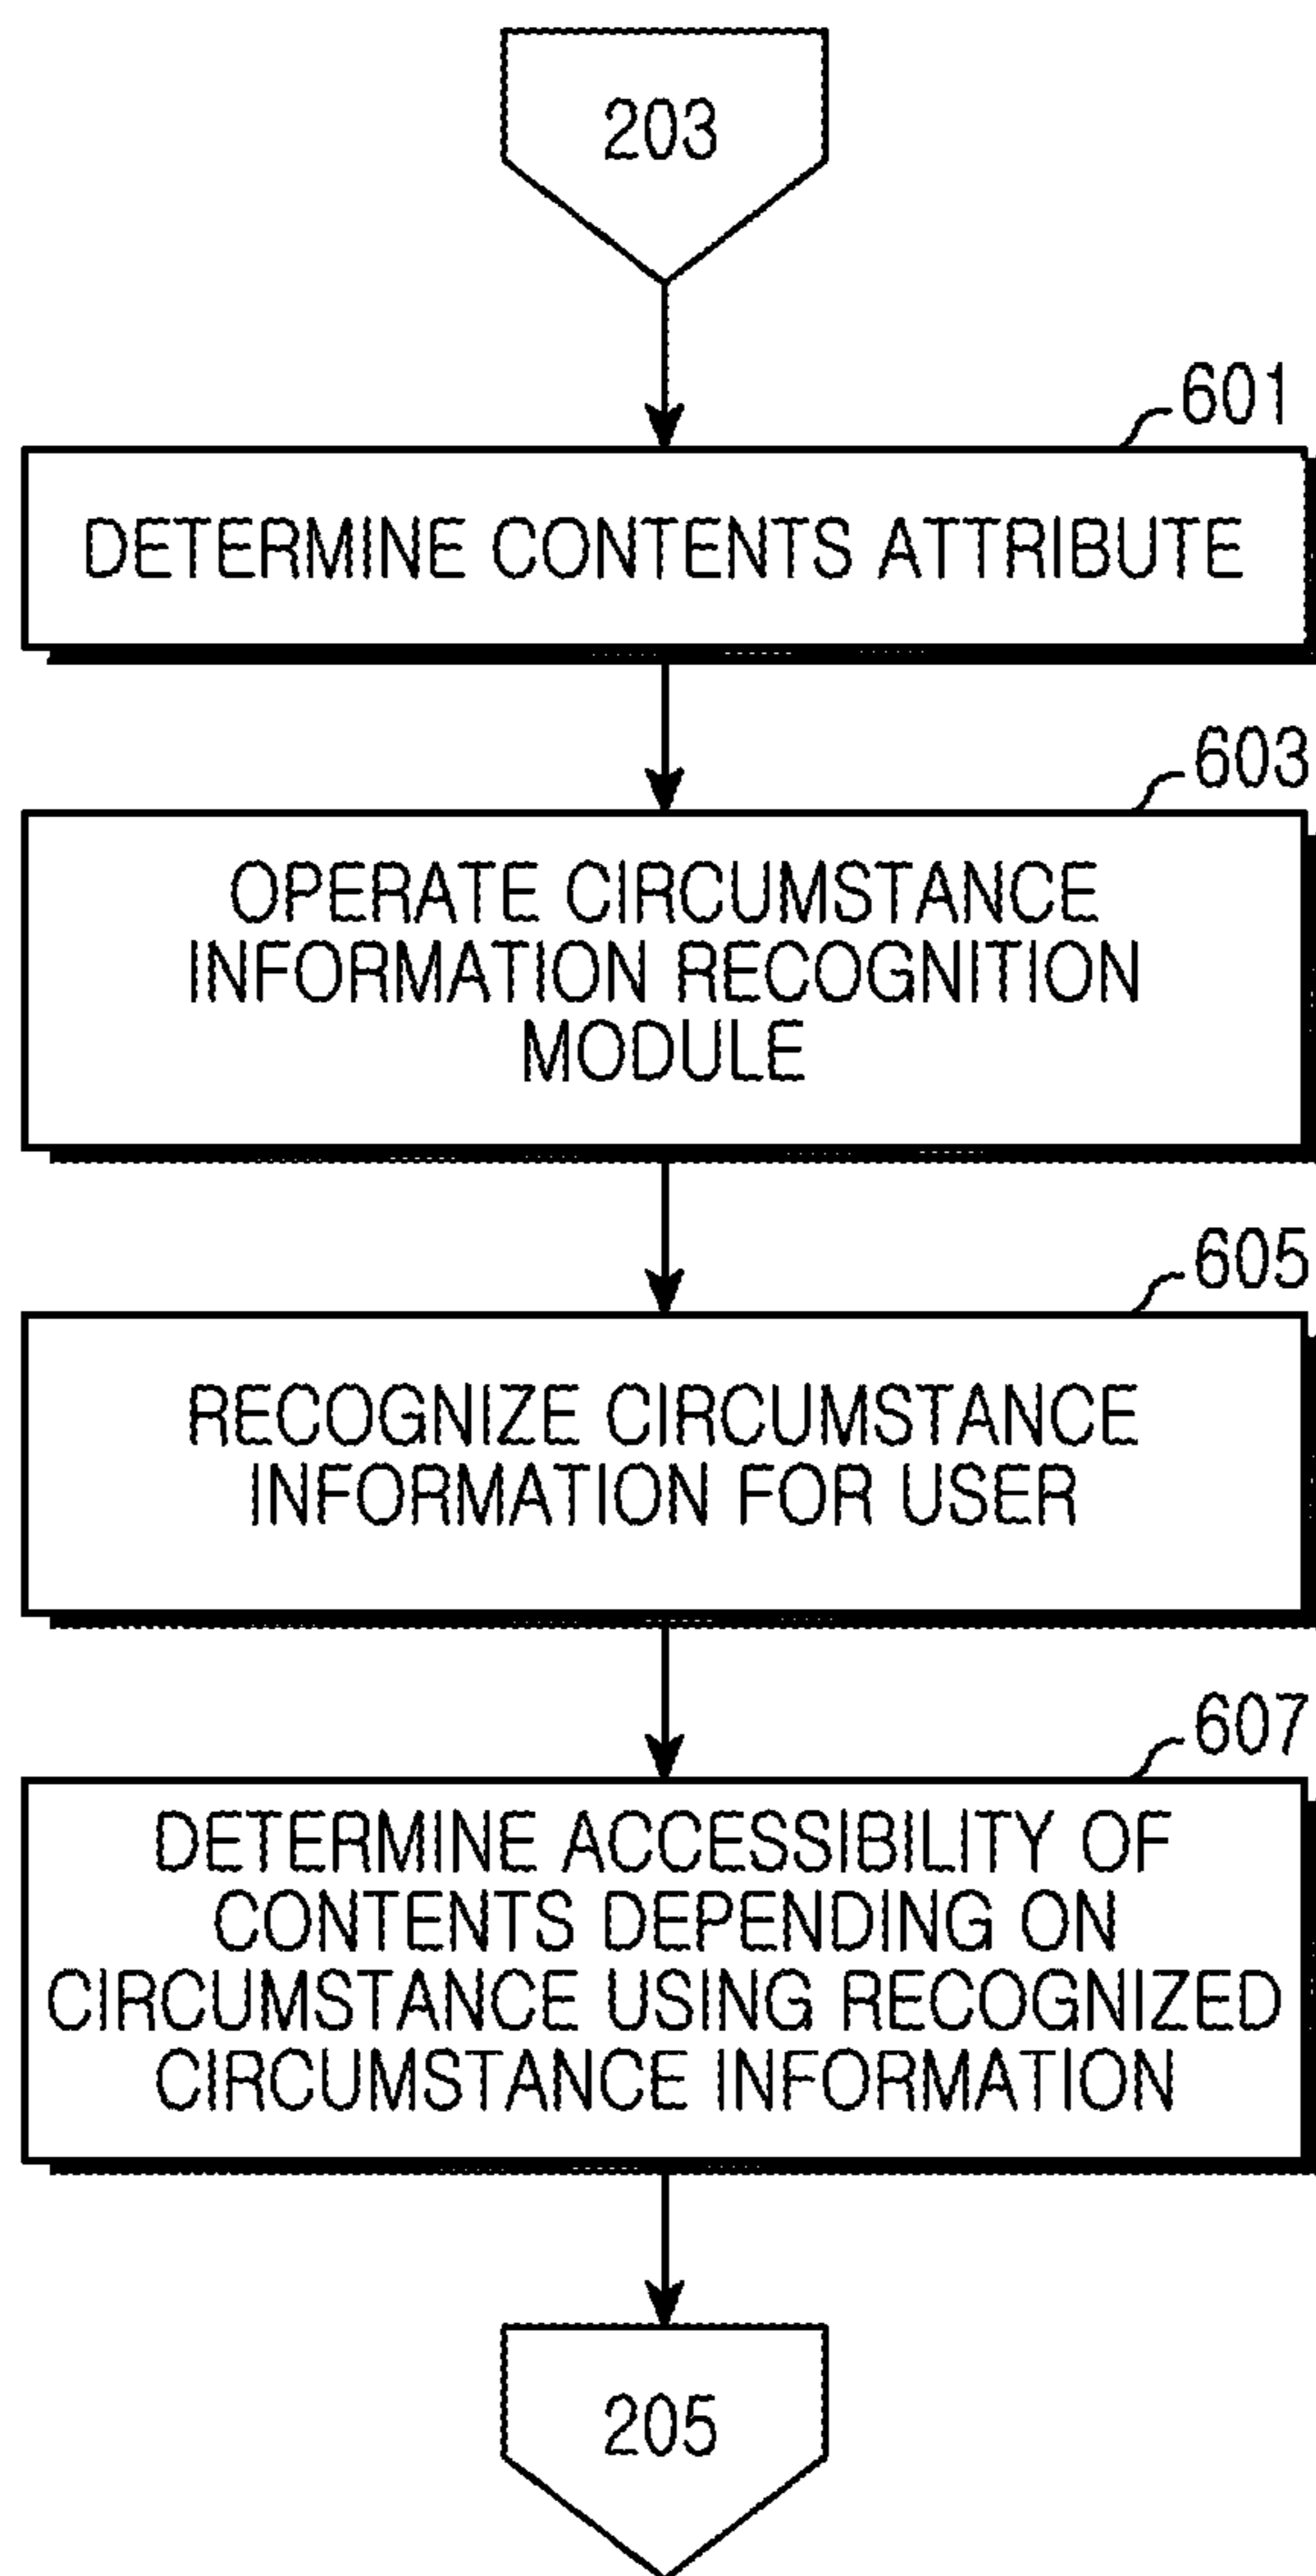 203
601
DETERMINE CONTENTS ATTRIBUTE
603
OPERATE CIRCUMSTANCE
INFORMATION RECOGNITION
MODULE
605
RECOGNIZE CIRCUMSTANCE
INFORMATION FOR USER
607
DETERMINE ACCESSIBILITY OF
CONTENTS DEPENDING ON
CIRCUMSTANCE USING RECOGNIZED
CIRCUMSTANCE INFORMATION
205